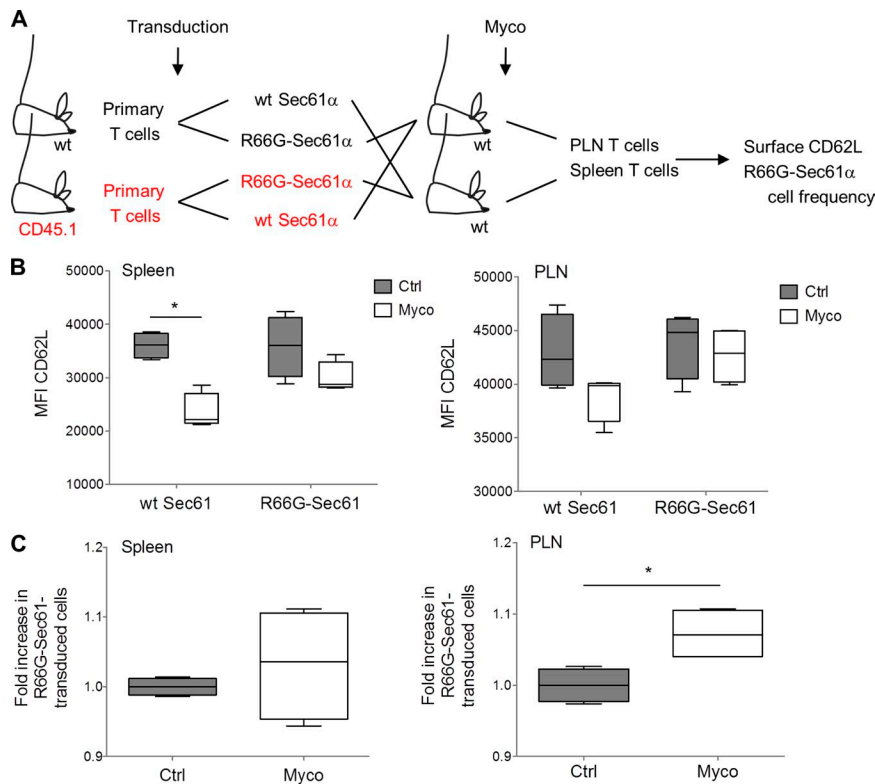 A
Transduction
Myco
Primary
T cells
wt
wt Sec61α
R66G-Sec61α
Primary
T cells
CD45.1
R66G-Sec61α
wt Sec61α
wt
wt
PLN T cells
Spleen T cells
Surface CD62L
R66G-Sec61α
cell frequency
B
Spleen
MFI CD62L
50000
40000
30000
20000
10000
*
Ctrl
Myco
wt Sec61
R66G-Sec61
PLN
MFI CD62L
50000
45000
40000
35000
30000
Ctrl
Myco
wt Sec61
R66G-Sec61
C
Spleen
Fold increase in
R66G-Sec61-
transduced cells
1.2
1.1
1.0
0.9
Ctrl
Myco
PLN
Fold increase in
R66G-Sec61-
transduced cells
1.2
1.1
1.0
0.9
*
Ctrl
Myco